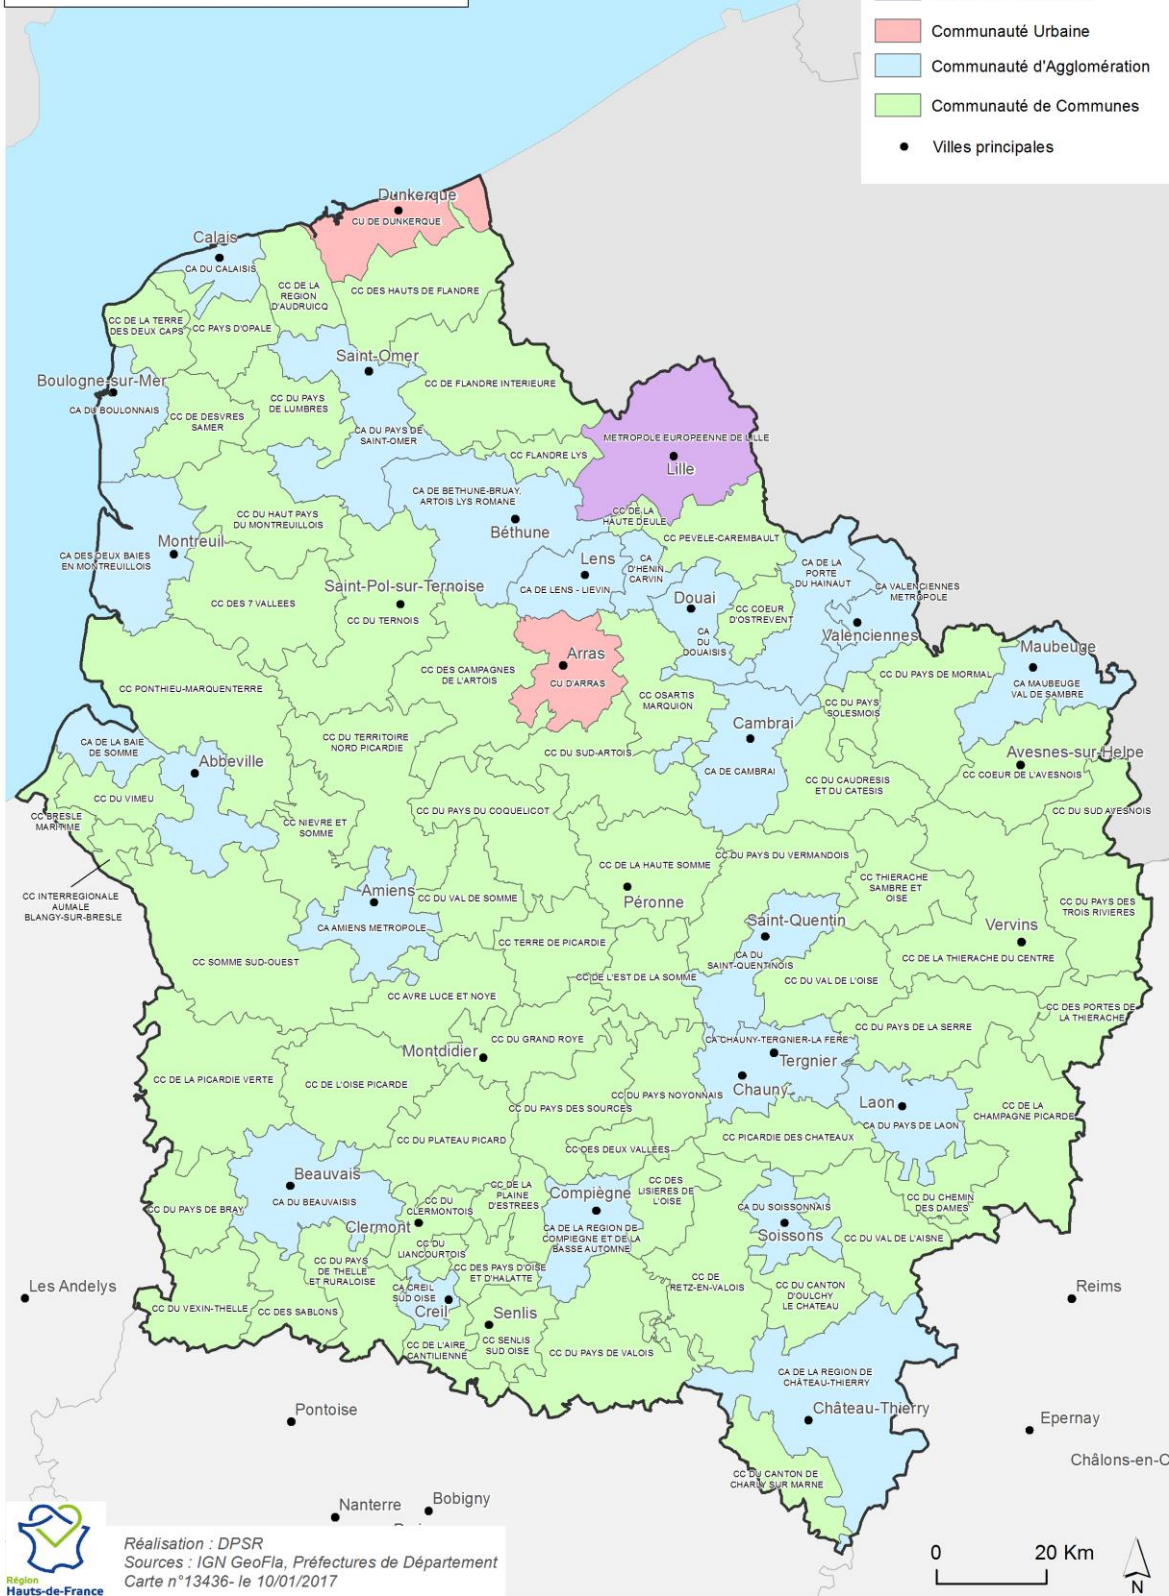 Communauté Urbaine
Communauté d'Agglomération
Communauté de Communes
Villes principales
Dunkerque
CU DE DUNKERQUE
Calais
CA DU CALAISIS
CC DE LA
REGION
D'AUDRUICQ
CC DES HAUTS DE FLANDRE
CC DE LA TERRE
DES DEUX CAPS
CC PAYS D'OPALE
Saint-Omer
Boulogne-sur-Mer
CA DU BOULONNAIS
CC DE DESVRES
SAMER
CC DU PAYS
DE LUMBRES
CC DE FLANDRE INTERIEURE
CA DU PAYS DE
SAINT-OMER
CC FLANDRE LYS
METROPOLE EUROPEENNE DE LILLE
Lille
CA DE BETHUNE-BRUAY,
ARTOIS LYS ROMANE
Béthune
CC DU HAUT PAYS
DU MONTREUILLOIS
CC DE LA
HAUTE DEULE
CC PEVELE-CAREMBAULT
Montreuil
CA DES DEUX BAIES
EN MONTREUILLOIS
Lens
CA DE LENS - LIEVIN
CA
D'HENIN
CARVIN
CA DE LA
PORTE
DU HAINAUT
CA VALENCIENNES
METROPOLE
Saint-Pol-sur-Ternoise
CC DES 7 VALLEES
CC DU TERNOIS
Douai
CA
DU
DOUAISIS
CC COEUR
D'OSTREVENT
Valenciennes
Arras
CU D'ARRAS
CC DES CAMPAGNES
DE L'ARTOIS
CC DU PAYS DE MORMAL
Maubeuge
CA MAUBEUGE
VAL DE SAMBRE
CC PONTHIEU-MARQUENTERRE
CC OSARTIS
MARQUION
CC DU PAYS
SOLESMOIS
Cambrai
CA DE CAMBRAI
CC DU TERRITOIRE
NORD PICARDIE
CC DU SUD-ARTOIS
CA DE LA BAIE
DE SOMME
Abbeville
Avesnes-sur-Helpe
CC COEUR DE L'AVESNOIS
CC DU CAUDRESIS
ET DU CATESIS
CC DU VIMEU
CC BRESLE
MARITIME
CC NIEVRE ET
SOMME
CC DU PAYS DU COQUELICOT
CC DU SUD AVESNOIS
CC DE LA HAUTE SOMME
CC DU PAYS DU VERMANDOIS
CC INTERREGIONALE
AUMALE
BLANGY-SUR-BRESLE
Amiens
CA AMIENS METROPOLE
CC DU VAL DE SOMME
Péronne
CC THIERACHE
SAMBRE ET
OISE
CC DU PAYS DES
TROIS RIVIERES
Saint-Quentin
CA DU
SAINT-QUENTINOIS
Vervins
CC DE LA THIERACHE DU CENTRE
CC TERRE DE PICARDIE
CC SOMME SUD-OUEST
CC DE L'EST DE LA SOMME
CC DU VAL DE L'OISE
CC AVRE LUCE ET NOYE
CC DES PORTES DE
LA THIERACHE
CC DU PAYS DE LA SERRE
CC DU GRAND ROYE
Montdidier
CA CHAUNY-TERGNIER-LA FERE
Tergnier
Chauny
CC DE LA PICARDIE VERTE
CC DE L'OISE PICARDE
CC DU PAYS NOYONNAIS
CC DU PAYS DES SOURCES
Laon
CA DU PAYS DE LAON
CC DE LA
CHAMPAGNE PICARDE
CC DU PLATEAU PICARD
CC DES DEUX VALLEES
CC PICARDIE DES CHATEAUX
Beauvais
CA DU BEAUVAISIS
CC DE LA
PLAINE
D'ESTREES
Compiègne
CA DE LA REGION DE
COMPIEGNE ET DE LA
BASSE AUTOMNE
CC DES
LISIERES DE
L'OISE
CC DU PAYS DE BRAY
CC DU
CLERMONTOIS
Clermont
CA DU SOISSONNAIS
Soissons
CC DU CHEMIN
DES DAMES
CC DU VAL DE L'AISNE
CC DU
LIANCOURTOIS
CC DU PAYS
DE THELLE
ET RURALOISE
CC DES PAYS D'OISE
ET D'HALATTE
CA CREIL
SUD OISE
Creil
CC DE
RETZ-EN-VALOIS
CC DU CANTON
D'OULCHY
LE CHATEAU
Les Andelys
Reims
CC DU VEXIN-THELLE
CC DES SABLONS
Senlis
CC SENLIS
SUD OISE
CC DE L'AIRE
CANTILIENNE
CC DU PAYS DE VALOIS
CA DE LA REGION DE
CHÂTEAU-THIERRY
Château-Thierry
Pontoise
Epernay
Châlons-en-C
CC DU CANTON DE
CHARLY SUR MARNE
Nanterre
Bobigny
Région
Hauts-de-France
Réalisation : DPSR
Sources : IGN GeoFla, Préfectures de Département
Carte n°13436- le 10/01/2017
0 20 Km
N